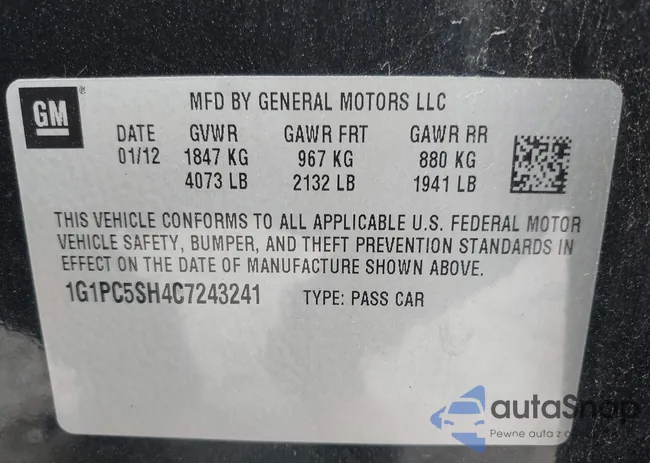 GM ®
MFD BY GENERAL MOTORS LLC
DATE GVWR GAWR FRT GAWR RR
01/12 1847 KG 967 KG 880 KG
4073 LB 2132 LB 1941 LB
THIS VEHICLE CONFORMS TO ALL APPLICABLE U.S. FEDERAL MOTOR
VEHICLE SAFETY, BUMPER, AND THEFT PREVENTION STANDARDS IN
EFFECT ON THE DATE OF MANUFACTURE SHOWN ABOVE.
1G1PC5SH4C7243241 TYPE: PASS CAR
autaSnap
Pewne auta z